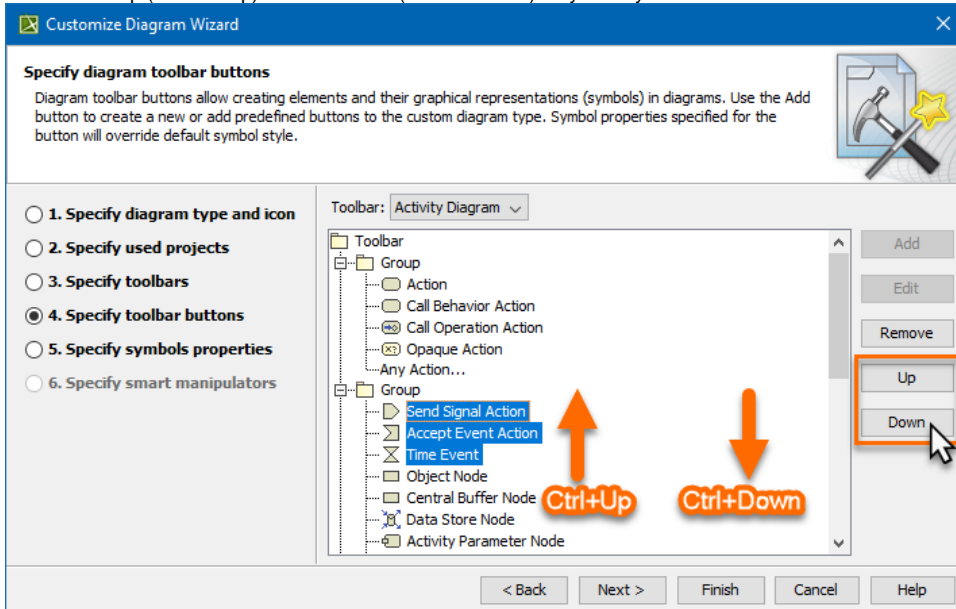 Customize Diagram Wizard
Specify diagram toolbar buttons
Diagram toolbar buttons allow creating elements and their graphical representations (symbols) in diagrams. Use the Add
button to create a new or add predefined buttons to the custom diagram type. Symbol properties specified for the
button will override default symbol style.
1. Specify diagram type and icon
2. Specify used projects
3. Specify toolbars
4. Specify toolbar buttons
5. Specify symbols properties
6. Specify smart manipulators
Toolbar: Activity Diagram
Toolbar
Group
Action
Call Behavior Action
Call Operation Action
Opaque Action
Any Action...
Group
Send Signal Action
Accept Event Action
Time Event
Object Node
Central Buffer Node
Data Store Node
Activity Parameter Node
Ctrl+Up
Ctrl+Down
Add
Edit
Remove
Up
Down
< Back Next > Finish Cancel Help